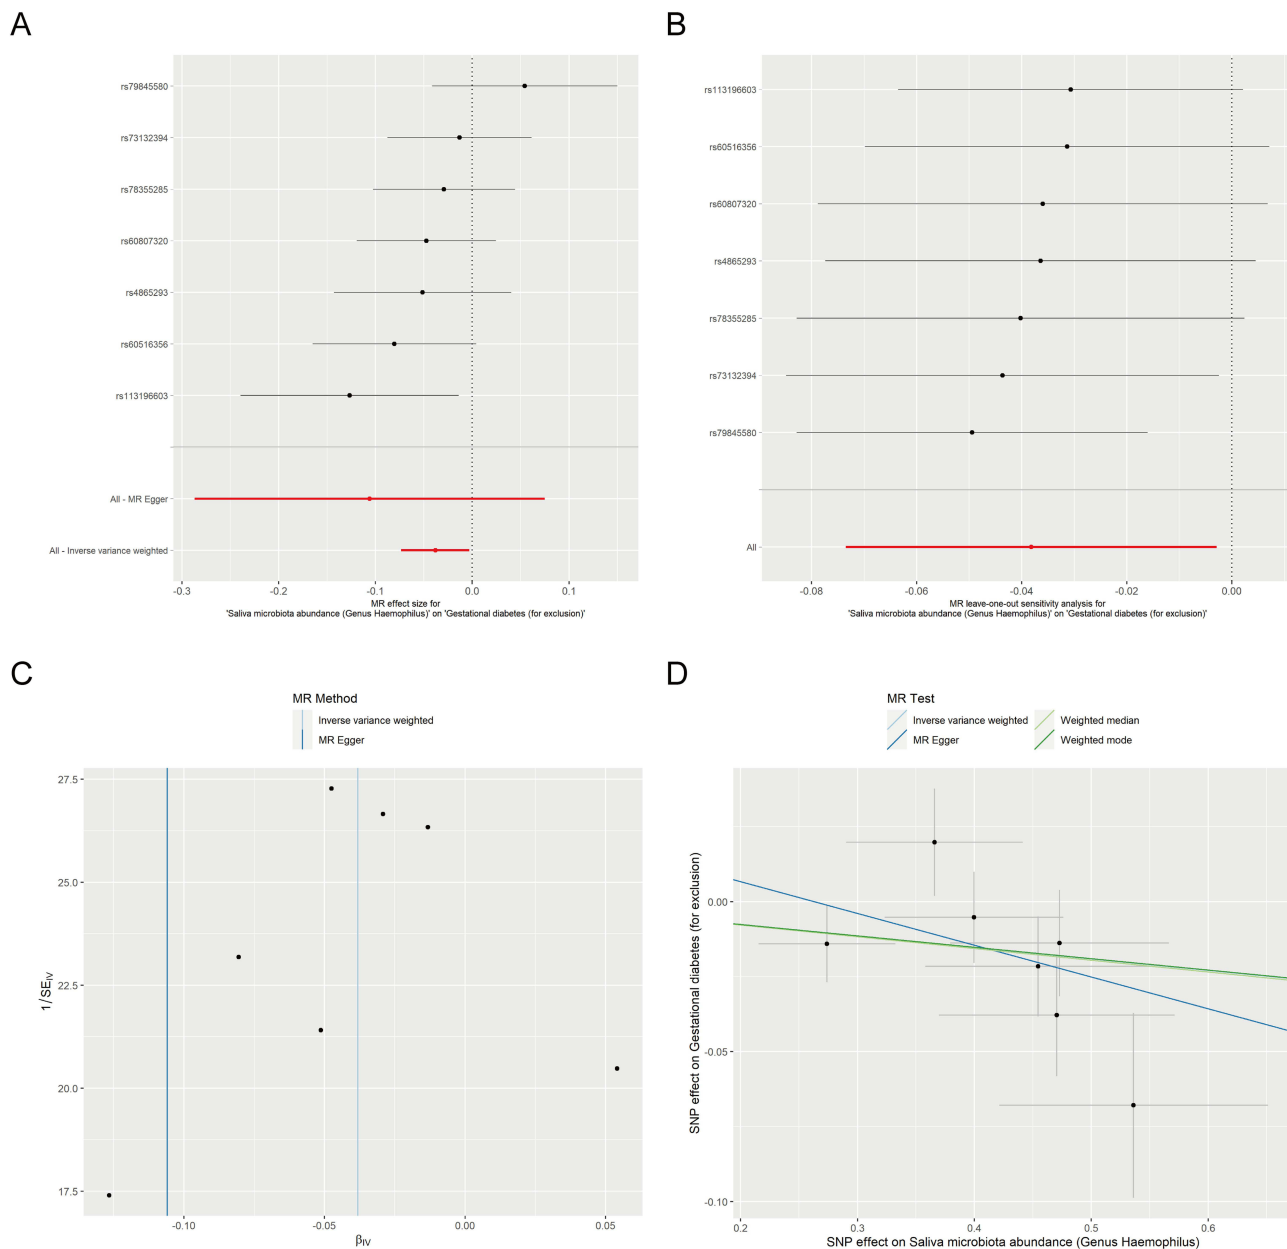 A
rs79845580
rs73132394
rs78355285
rs60807320
rs4865293
rs60516356
rs113196603
All - MR Egger
All - Inverse variance weighted
-0.3
-0.2
-0.1
0.0
0.1
MR effect size for
'Saliva microbiota abundance (Genus Haemophilus)' on 'Gestational diabetes (for exclusion)'
B
rs113196603
rs60516356
rs60807320
rs4865293
rs78355285
rs73132394
rs79845580
All
-0.08
-0.06
-0.04
-0.02
0.00
MR leave-one-out sensitivity analysis for
'Saliva microbiota abundance (Genus Haemophilus)' on 'Gestational diabetes (for exclusion)'
C
MR Method
Inverse variance weighted
MR Egger
27.5
25.0
22.5
20.0
17.5
1/SE_IV
-0.10
-0.05
0.00
0.05
β_IV
D
MR Test
Inverse variance weighted
Weighted median
MR Egger
Weighted mode
0.00
-0.05
-0.10
SNP effect on Gestational diabetes (for exclusion)
0.2
0.3
0.4
0.5
0.6
SNP effect on Saliva microbiota abundance (Genus Haemophilus)